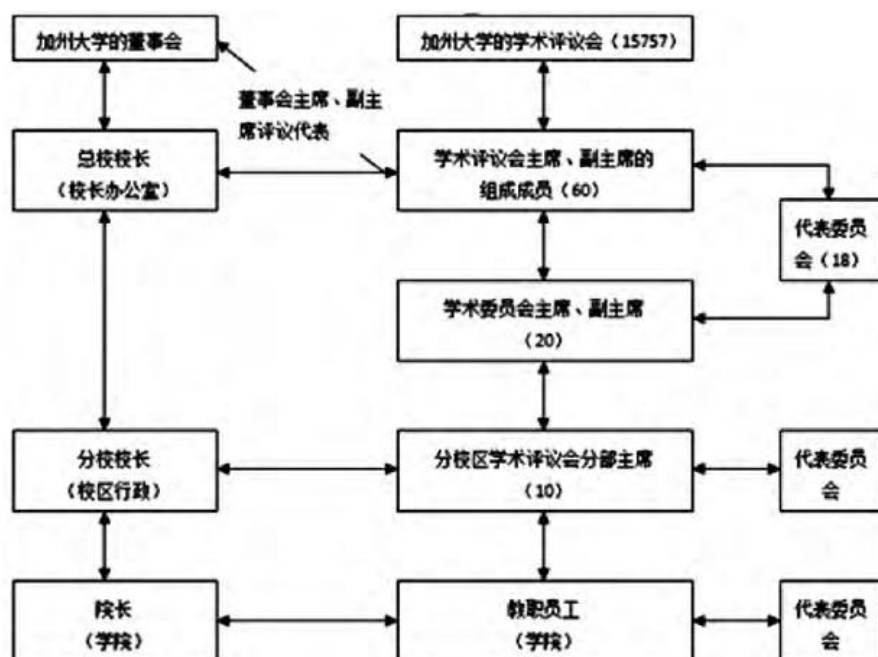 加州大学的董事会
加州大学的学术评议会（15757）
董事会主席、副主
席评议代表
总校校长
（校长办公室）
学术评议会主席、副主席的
组成成员（60）
代表委员
会（18）
学术委员会主席、副主席
（20）
分校校长
（校区行政）
分校区学术评议会分部主席
（10）
代表委员
会
院长
（学院）
教职员工
（学院）
代表委员
会